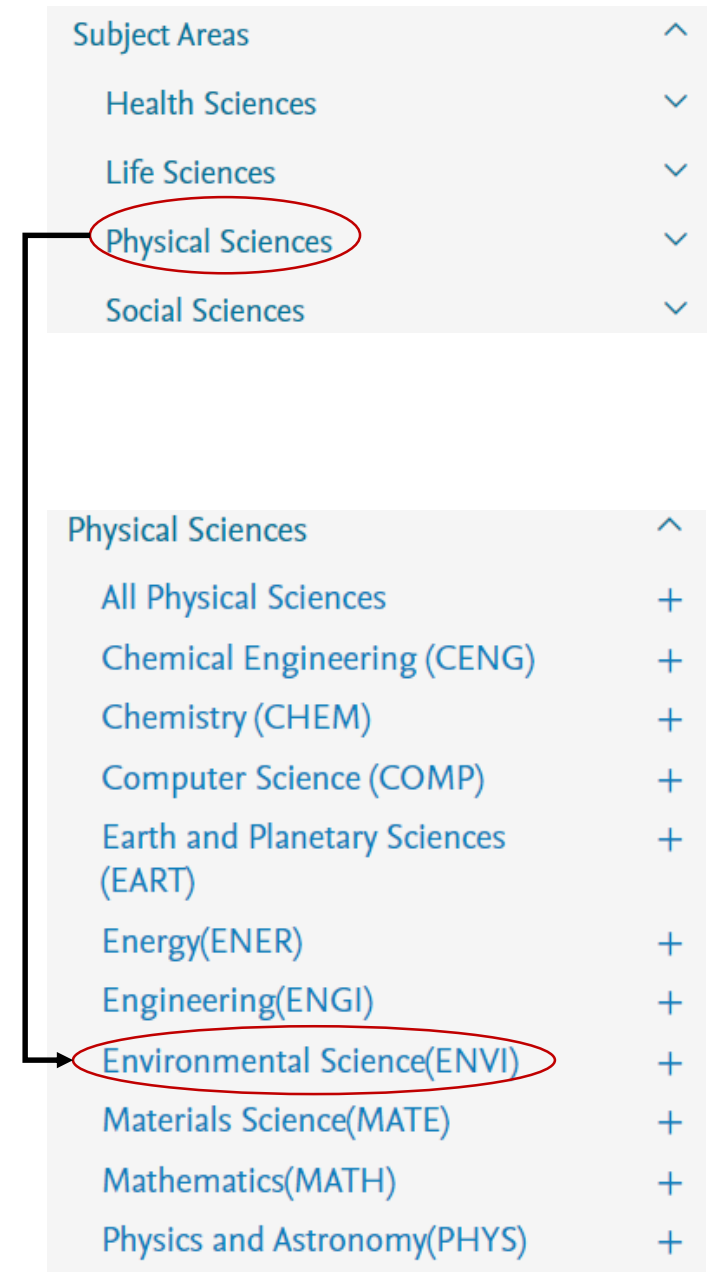 Subject Areas
Health Sciences
Life Sciences
Physical Sciences
Social Sciences
Physical Sciences
All Physical Sciences
Chemical Engineering (CENG)
Chemistry (CHEM)
Computer Science (COMP)
Earth and Planetary Sciences
(EART)
Energy(ENER)
Engineering(ENGI)
Environmental Science(ENVI)
Materials Science(MATE)
Mathematics(MATH)
Physics and Astronomy(PHYS)